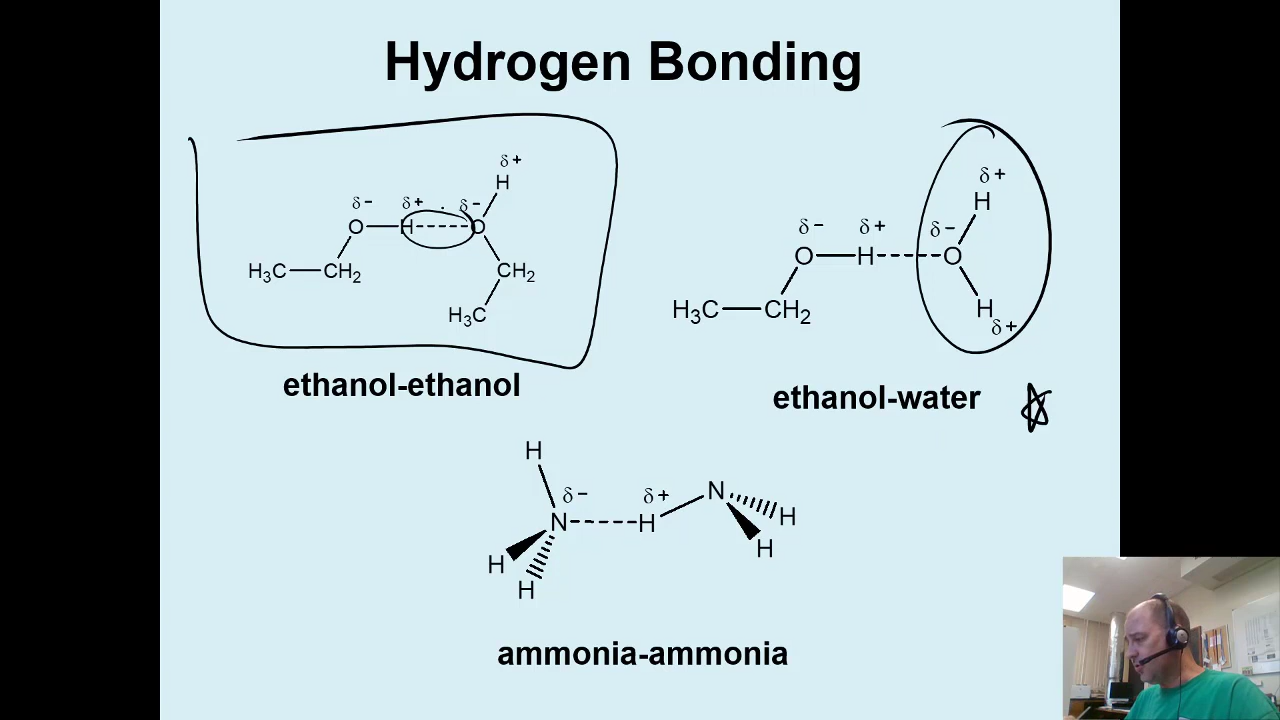 Hydrogen Bonding
δ+
H
δ− δ+ δ−
O H O
H₃C CH₂ CH₂
H₃C
ethanol-ethanol
δ+
H
δ− δ+ δ−
O H O
H₃C CH₂ H
δ+
ethanol-water
H
δ− δ+ N
N H H
H H
H
ammonia-ammonia